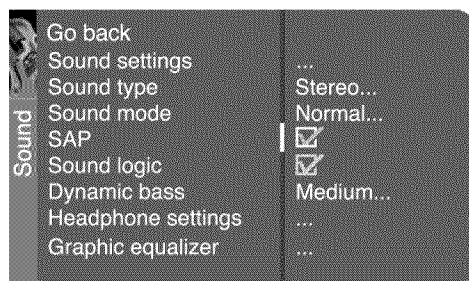 Sound
Go back
Sound settings ...
Sound type Stereo...
Sound mode Normal...
SAP
Sound logic
Dynamic bass Medium...
Headphone settings ...
Graphic equalizer ...